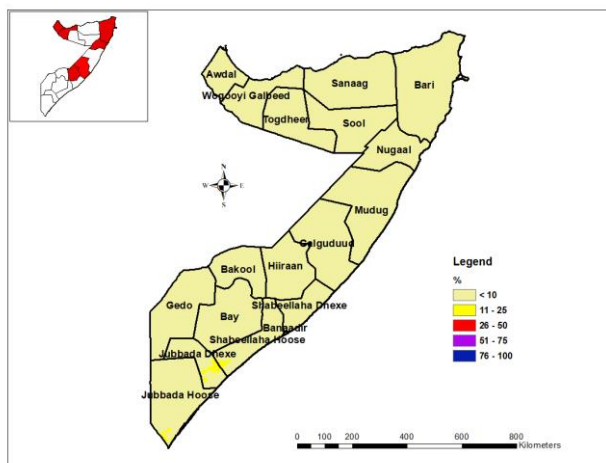 Awdal
Woqooyi Galbeed
Togdheer
Sanaag
Sool
Bari
Nugaal
Mudug
Galguduud
Hiiraan
Bakool
Gedo
Bay
Shabeellaha Dhexe
Banaadir
Shabeellaha Hoose
Jubbada Dhexe
Jubbada Hoose
N
W E
S
Legend
%
< 10
11 - 25
26 - 50
51 - 75
76 - 100
0 100 200 400 600 800
Kilometers